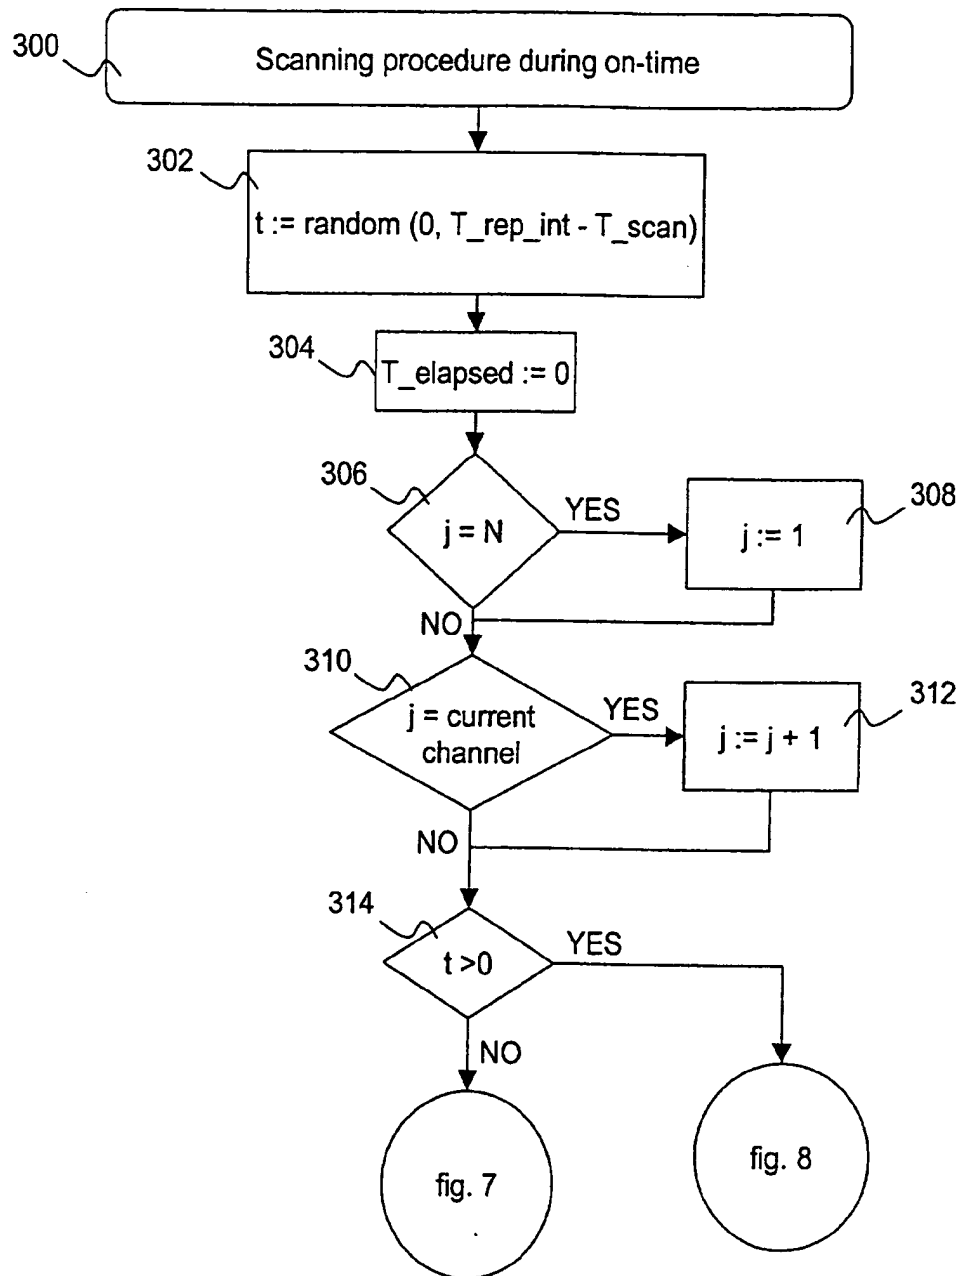 300
Scanning procedure during on-time
302
t := random (0, T_rep_int - T_scan)
304
T_elapsed := 0
306
j = N
YES
308
j := 1
NO
310
j = current
channel
YES
312
j := j + 1
NO
314
t >0
YES
NO
fig. 7
fig. 8